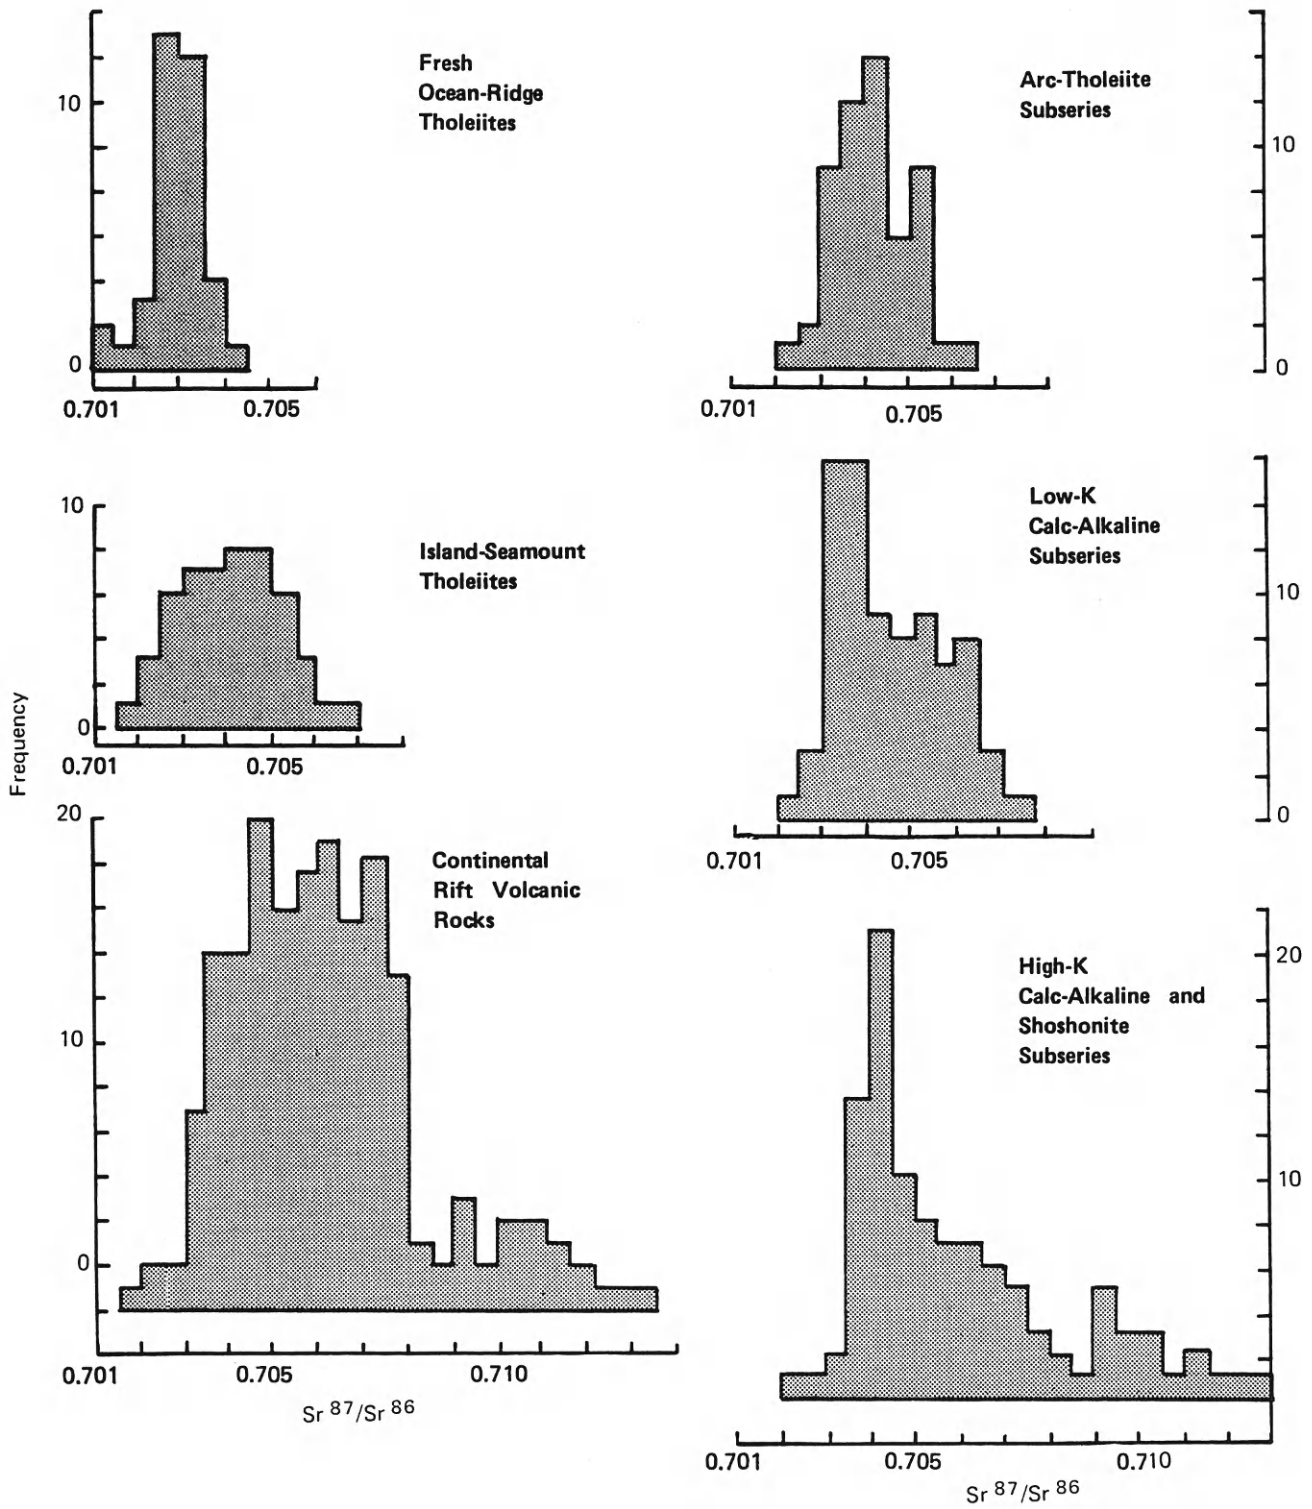 Fresh
Ocean-Ridge
Tholeiites
10
0
0.701 0.705
Arc-Tholeiite
Subseries
10
0
0.701 0.705
Island-Seamount
Tholeiites
10
0
0.701 0.705
Low-K
Calc-Alkaline
Subseries
10
0
0.701 0.705
Frequency
Continental
Rift Volcanic
Rocks
20
10
0
0.701 0.705 0.710
Sr 87/Sr 86
High-K
Calc-Alkaline and
Shoshonite
Subseries
20
10
0.701 0.705 0.710
Sr 87/Sr 86